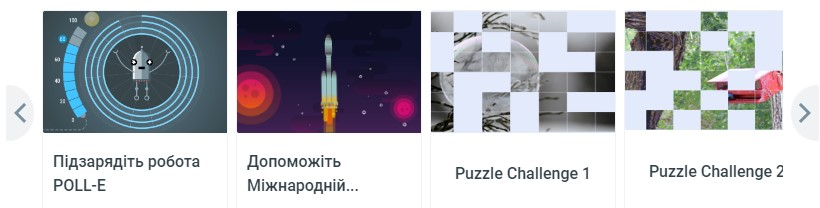 100
80
60
40
20
0
Підзарядіть робота
POLL-E
Допоможіть
Міжнародній...
Puzzle Challenge 1
Puzzle Challenge 2